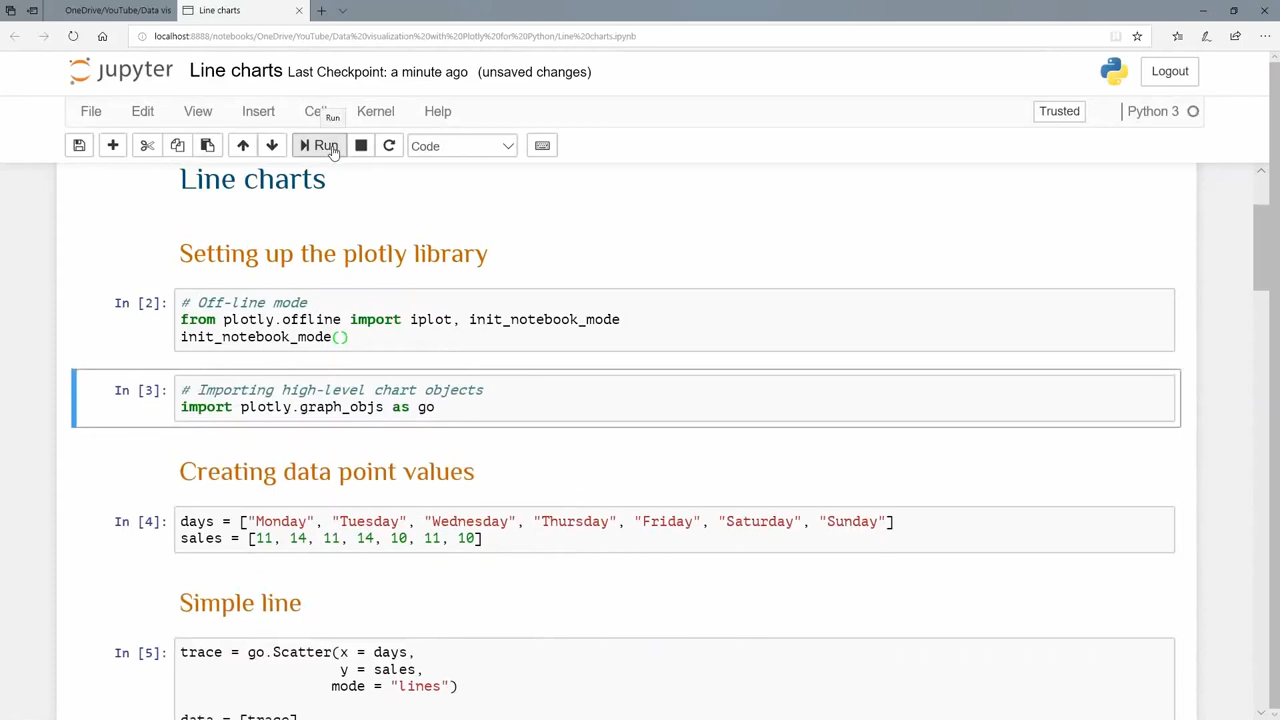 OneDrive/YouTube/Data vis
Line charts
localhost:8888/notebooks/OneDrive/YouTube/Data%20visualization%20with%20Plotly%20for%20Python/Line%20charts.ipynb
jupyter Line charts Last Checkpoint: a minute ago (unsaved changes) Logout
File Edit View Insert Cell Kernel Help Trusted Python 3
Run
Run Code
Line charts
Setting up the plotly library
In [2]: # Off-line mode
from plotly.offline import iplot, init_notebook_mode
init_notebook_mode()
In [3]: # Importing high-level chart objects
import plotly.graph_objs as go
Creating data point values
In [4]: days = ["Monday", "Tuesday", "Wednesday", "Thursday", "Friday", "Saturday", "Sunday"]
sales = [11, 14, 11, 14, 10, 11, 10]
Simple line
In [5]: trace = go.Scatter(x = days,
y = sales,
mode = "lines")
data = [trace]